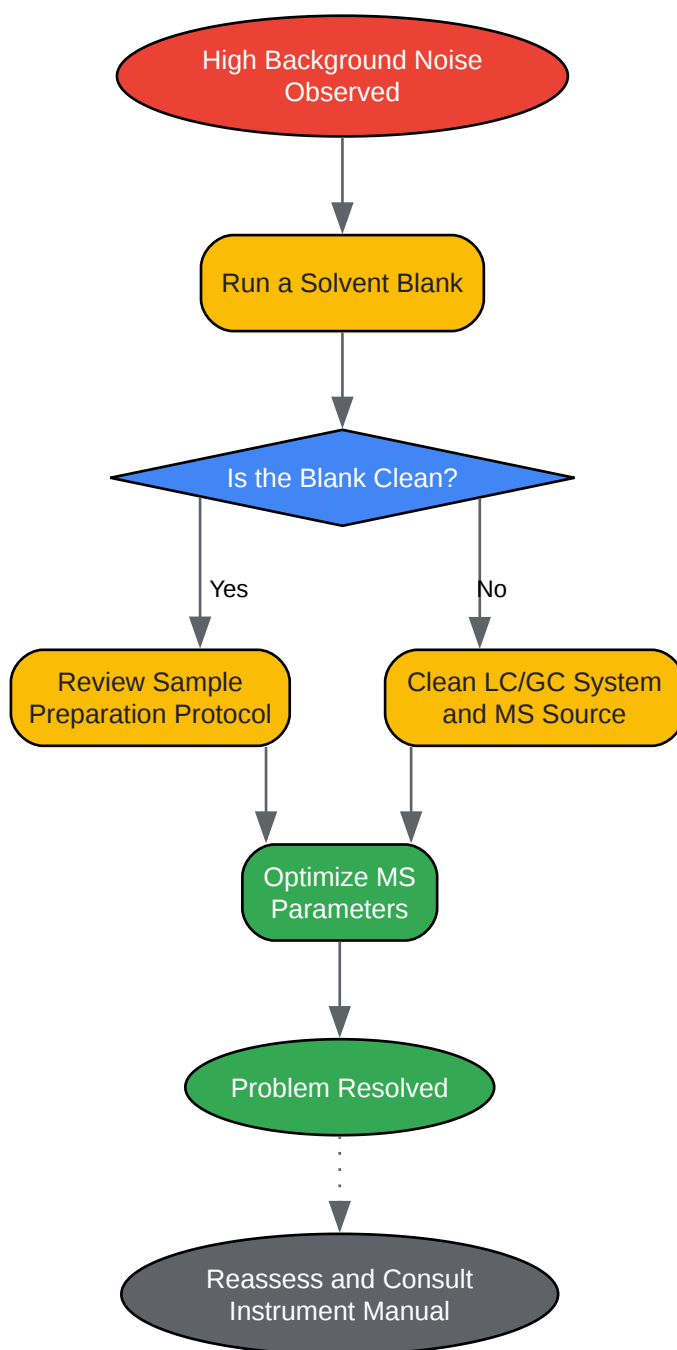 High Background Noise
Observed
Run a Solvent Blank
Is the Blank Clean?
Yes
No
Review Sample
Preparation Protocol
Clean LC/GC System
and MS Source
Optimize MS
Parameters
Problem Resolved
Reassess and Consult
Instrument Manual